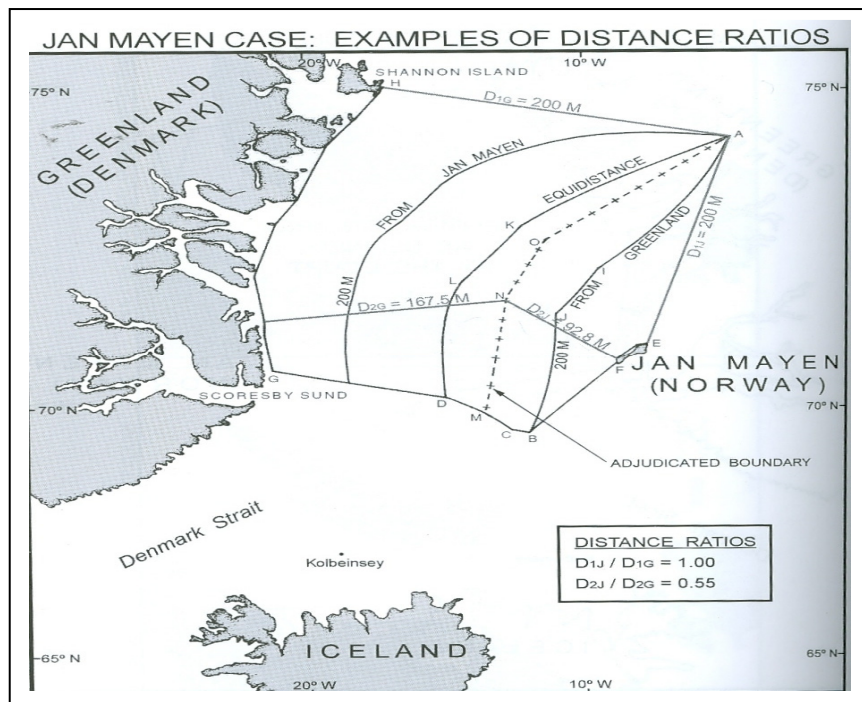 JAN MAYEN CASE: EXAMPLES OF DISTANCE RATIOS
20° W
10° W
SHANNON ISLAND
75° N
75° N
H
D1G = 200 M
A
GREENLAND
(DENMARK)
FROM JAN MAYEN
200 M
EQUIDISTANCE
K
O
D1J = 200 M
FROM GREENLAND
200 M
L
D2G = 167.5 M
N
D2J = 92.8 M
I
J
E
F
JAN MAYEN
(NORWAY)
G
SCORESBY SUND
D
M
C
B
70° N
70° N
ADJUDICATED BOUNDARY
Denmark Strait
Kolbeinsey
DISTANCE RATIOS
D1J / D1G = 1.00
D2J / D2G = 0.55
ICELAND
65° N
65° N
20° W
10° W